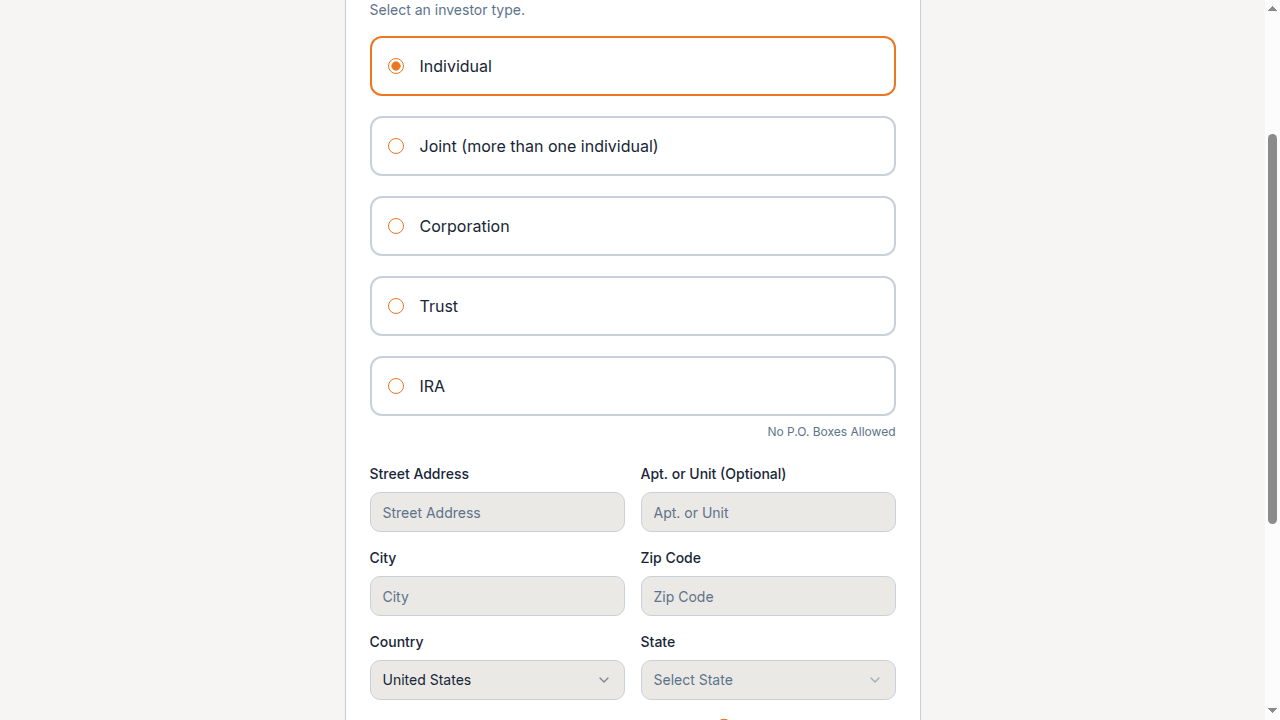 Select an investor type.
Individual
Joint (more than one individual)
Corporation
Trust
IRA
No P.O. Boxes Allowed
Street Address
Apt. or Unit (Optional)
Street Address
Apt. or Unit
City
Zip Code
City
Zip Code
Country
State
United States
Select State